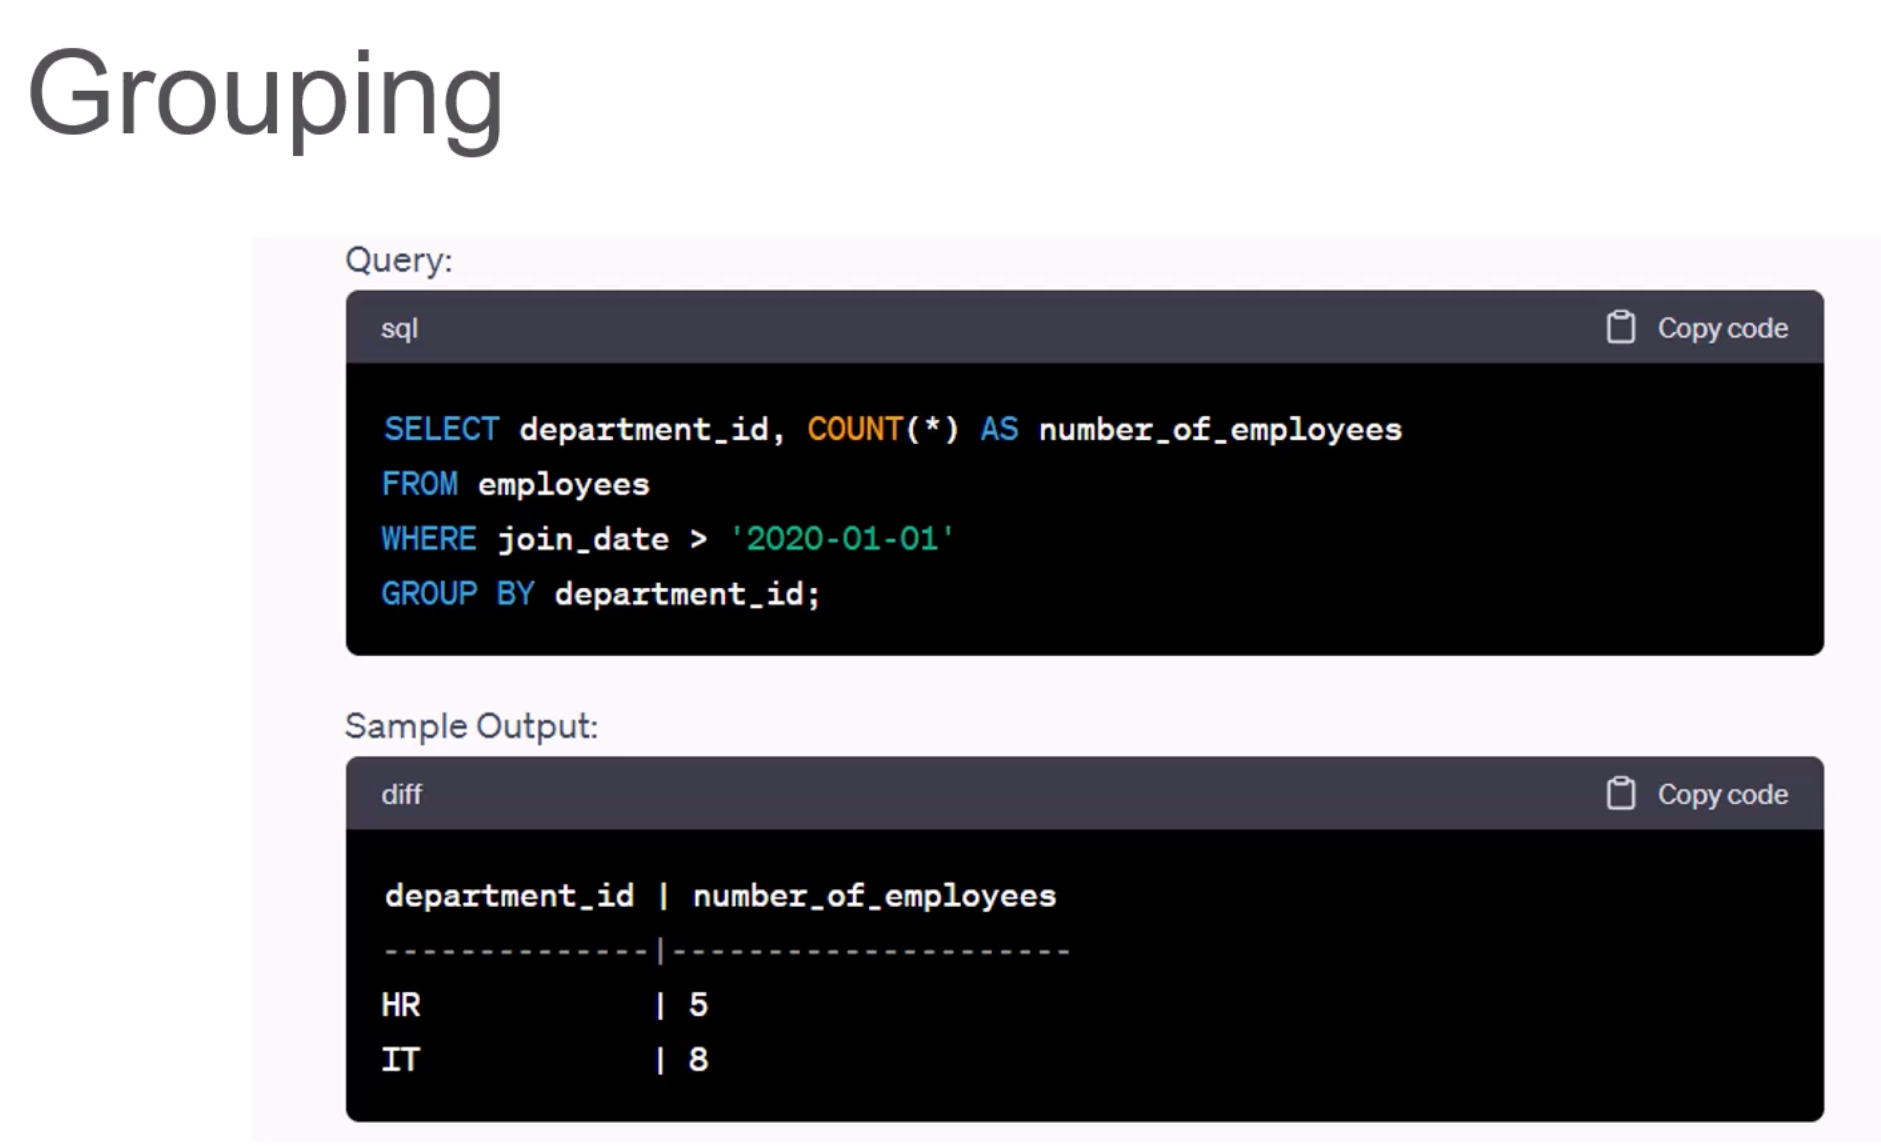 Grouping
Query:
sql Copy code
SELECT department_id, COUNT(*) AS number_of_employees
FROM employees
WHERE join_date > '2020-01-01'
GROUP BY department_id;
Sample Output:
diff Copy code
department_id | number_of_employees
--------------|---------------------
HR            | 5
IT            | 8